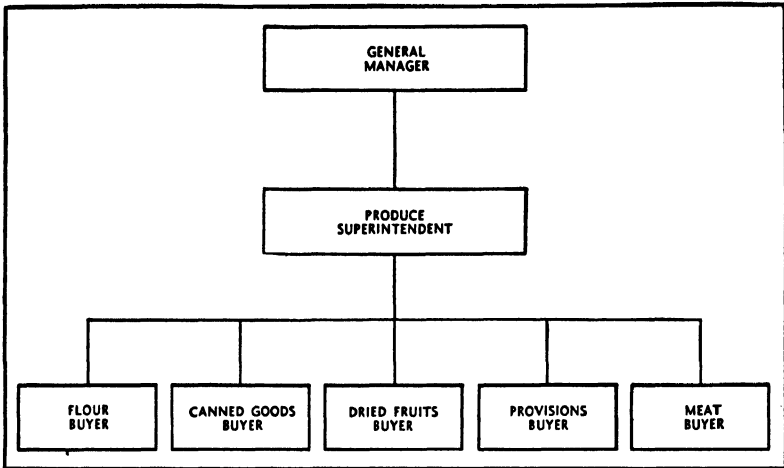 GENERAL
MANAGER
PRODUCE
SUPERINTENDENT
FLOUR
BUYER
CANNED GOODS
BUYER
DRIED FRUITS
BUYER
PROVISIONS
BUYER
MEAT
BUYER